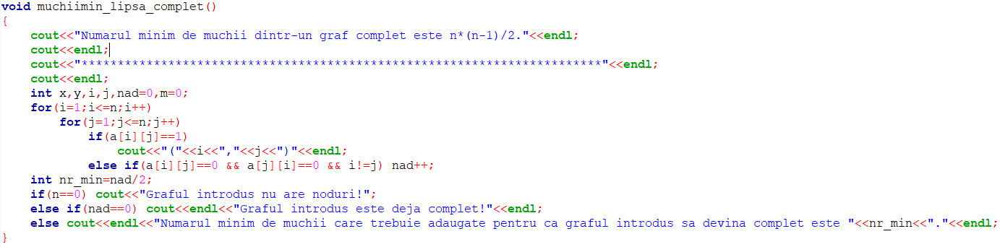 void muchiimin_lipsa_complet()
{
    cout<<"Numarul minim de muchii dintr-un graf complet este n*(n-1)/2."<<endl;
    cout<<endl;
    cout<<"************************************************************************"<<endl;
    cout<<endl;
    int x,y,i,j,nad=0,m=0;
    for(i=1;i<=n;i++)
        for(j=1;j<=n;j++)
            if(a[i][j]==1)
                cout<<"("<<i<<","<<j<<")"<<endl;
            else if(a[i][j]==0 && a[j][i]==0 && i!=j) nad++;
    int nr_min=nad/2;
    if(n==0) cout<<"Graful introdus nu are noduri!";
    else if(nad==0) cout<<endl<<"Graful introdus este deja complet!"<<endl;
    else cout<<endl<<"Numarul minim de muchii care trebuie adaugate pentru ca graful introdus sa devina complet este "<<nr_min<<"."<<endl;
}